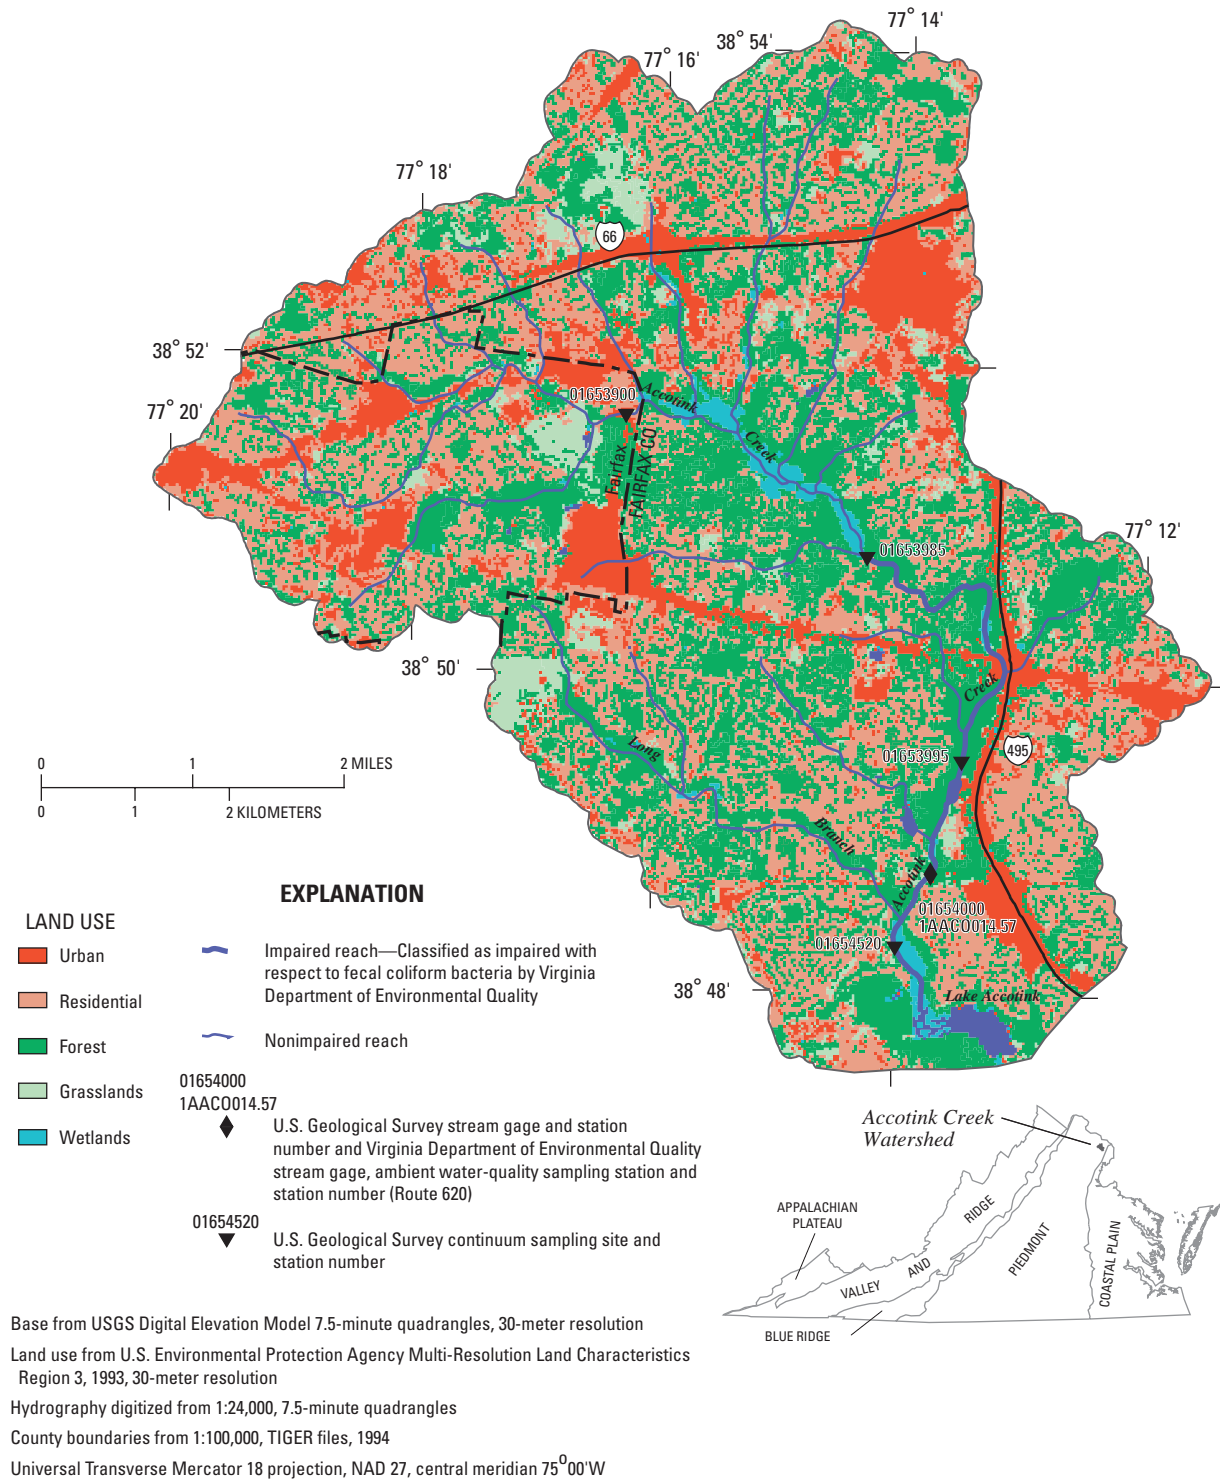 77° 14'
38° 54'
77° 16'
77° 18'
66
38° 52'
77° 20'
01653900
Accotink
Creek
Fairfax
FAIRFAX CO
01653985
77° 12'
38° 50'
Creek
Long
495
01653995
0 1 2 MILES
0 1 2 KILOMETERS
Branch
Accotink
01654000
1AACO014.57
01654520
38° 48'
Lake Accotink
EXPLANATION
LAND USE
Urban
Residential
Forest
Grasslands
Wetlands
Impaired reach—Classified as impaired with
respect to fecal coliform bacteria by Virginia
Department of Environmental Quality
Nonimpaired reach
01654000
1AACO014.57
U.S. Geological Survey stream gage and station
number and Virginia Department of Environmental Quality
stream gage, ambient water-quality sampling station and
station number (Route 620)
01654520
U.S. Geological Survey continuum sampling site and
station number
Accotink Creek
Watershed
APPALACHIAN
PLATEAU
VALLEY AND RIDGE
BLUE RIDGE
PIEDMONT
COASTAL PLAIN
Base from USGS Digital Elevation Model 7.5-minute quadrangles, 30-meter resolution
Land use from U.S. Environmental Protection Agency Multi-Resolution Land Characteristics
Region 3, 1993, 30-meter resolution
Hydrography digitized from 1:24,000, 7.5-minute quadrangles
County boundaries from 1:100,000, TIGER files, 1994
Universal Transverse Mercator 18 projection, NAD 27, central meridian 75°00'W